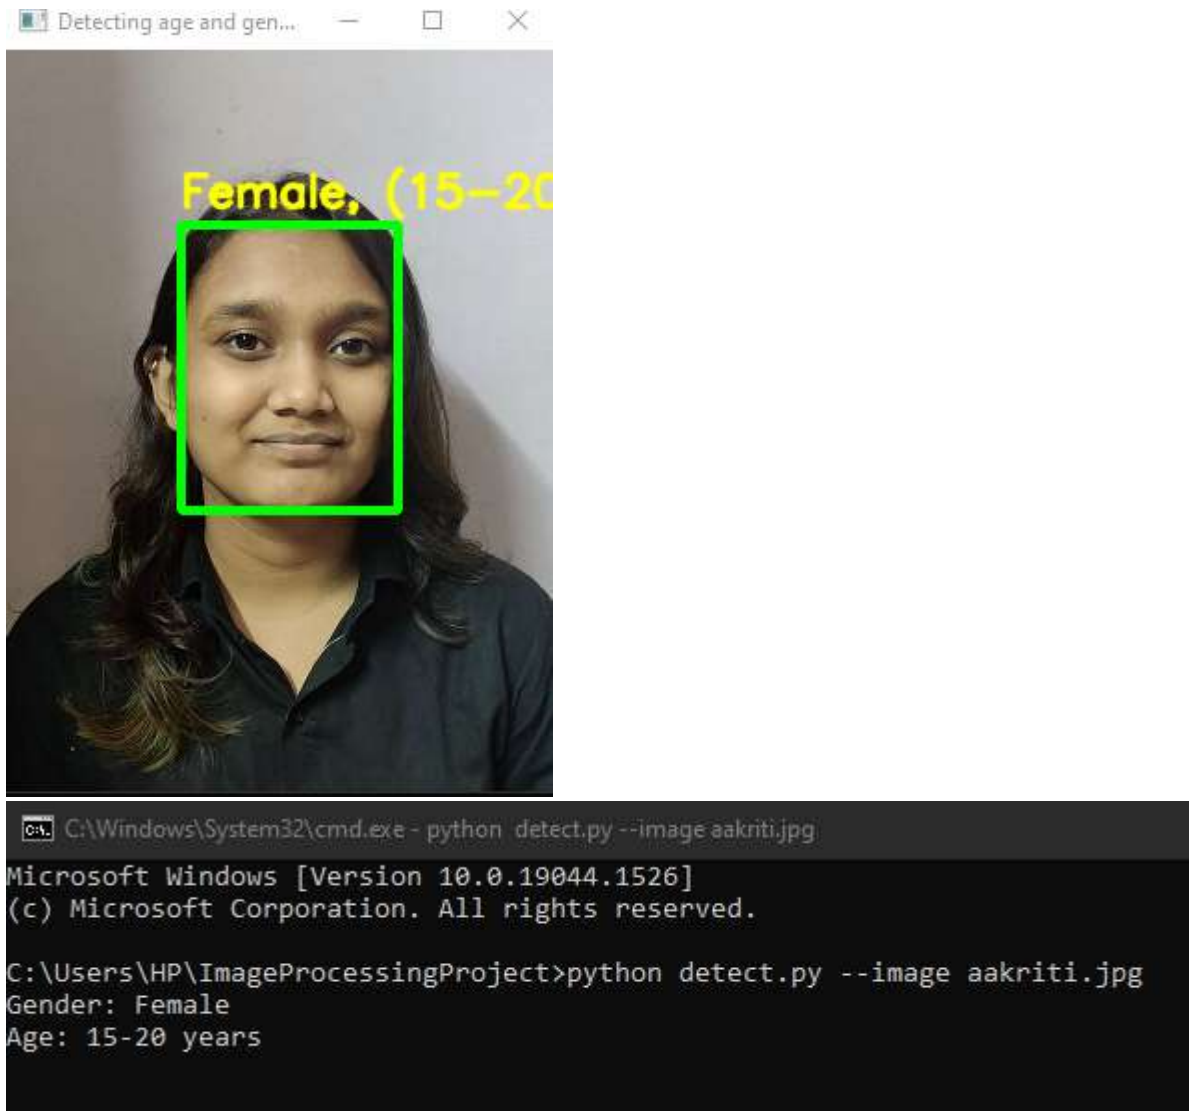 Detecting age and gen...
Female, (15-20
C:\Windows\System32\cmd.exe - python  detect.py --image aakriti.jpg
Microsoft Windows [Version 10.0.19044.1526]
(c) Microsoft Corporation. All rights reserved.
C:\Users\HP\ImageProcessingProject>python detect.py --image aakriti.jpg
Gender: Female
Age: 15-20 years